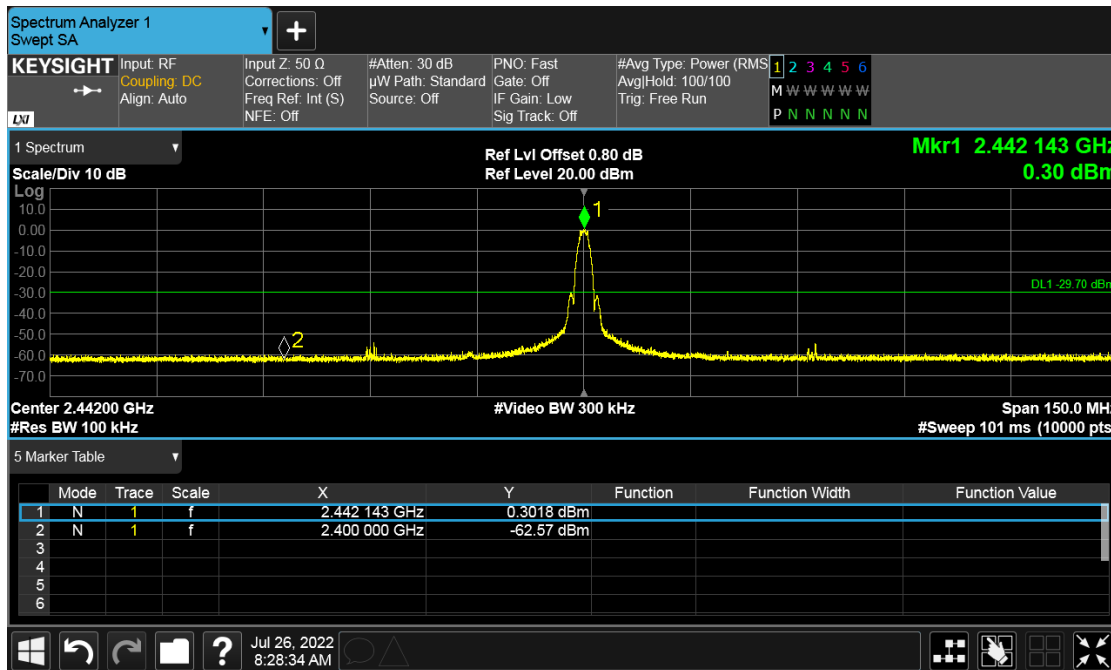 Spectrum Analyzer 1
Swept SA
+
KEYSIGHT Input: RF Input Z: 50 Ω #Atten: 30 dB PNO: Fast #Avg Type: Power (RMS 1 2 3 4 5 6
Coupling: DC Corrections: Off µW Path: Standard Gate: Off Avg|Hold: 100/100 M W W W W W
Align: Auto Freq Ref: Int (S) Source: Off IF Gain: Low Trig: Free Run
LXI NFE: Off Sig Track: Off P N N N N N
1 Spectrum Ref Lvl Offset 0.80 dB Mkr1 2.442 143 GHz
Scale/Div 10 dB Ref Level 20.00 dBm 0.30 dBm
Log
10.0 1
0.00
-10.0
-20.0
-30.0 DL1 -29.70 dBm
-40.0
-50.0 2
-60.0
-70.0
Center 2.44200 GHz #Video BW 300 kHz Span 150.0 MHz
#Res BW 100 kHz #Sweep 101 ms (10000 pts
5 Marker Table
Mode Trace Scale X Y Function Function Width Function Value
1 N 1 f 2.442 143 GHz 0.3018 dBm
2 N 1 f 2.400 000 GHz -62.57 dBm
3
4
5
6
? Jul 26, 2022
8:28:34 AM